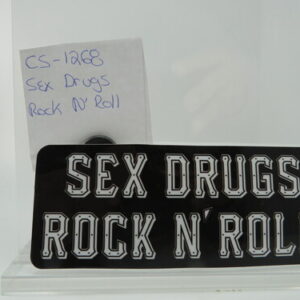 CS-1268
Sex Drugs
Rock N' Roll
SEX DRUGS
ROCK N' ROL